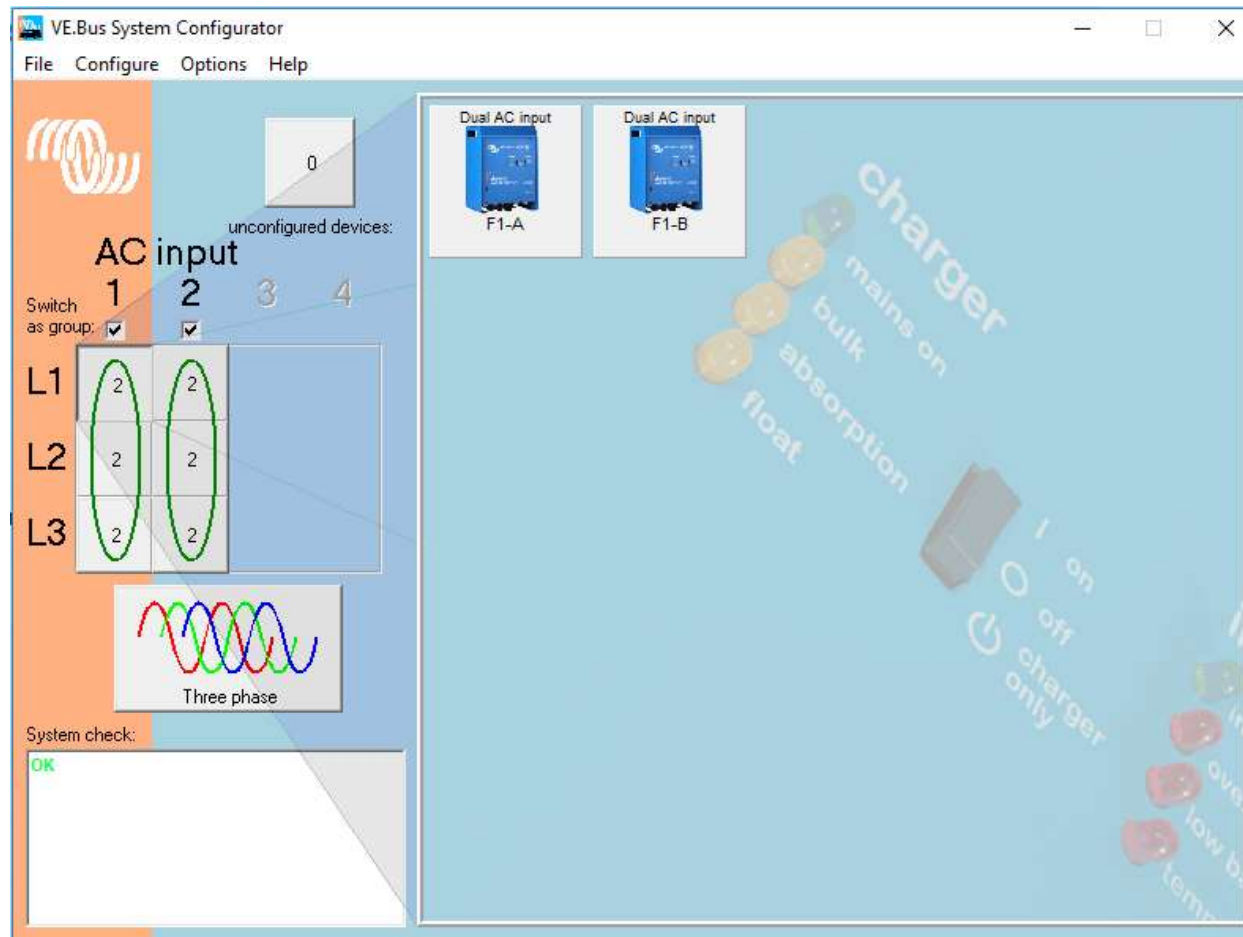 VE.Bus System Configurator
File Configure Options Help
0
unconfigured devices:
AC input
Switch as group:
1 2 3 4
L1 2 2
L2 2 2
L3 2 2
Three phase
System check:
OK
Dual AC input
F1-A
Dual AC input
F1-B
charger
mains on
bulk
absorption
float
I on
O off
charger only
low